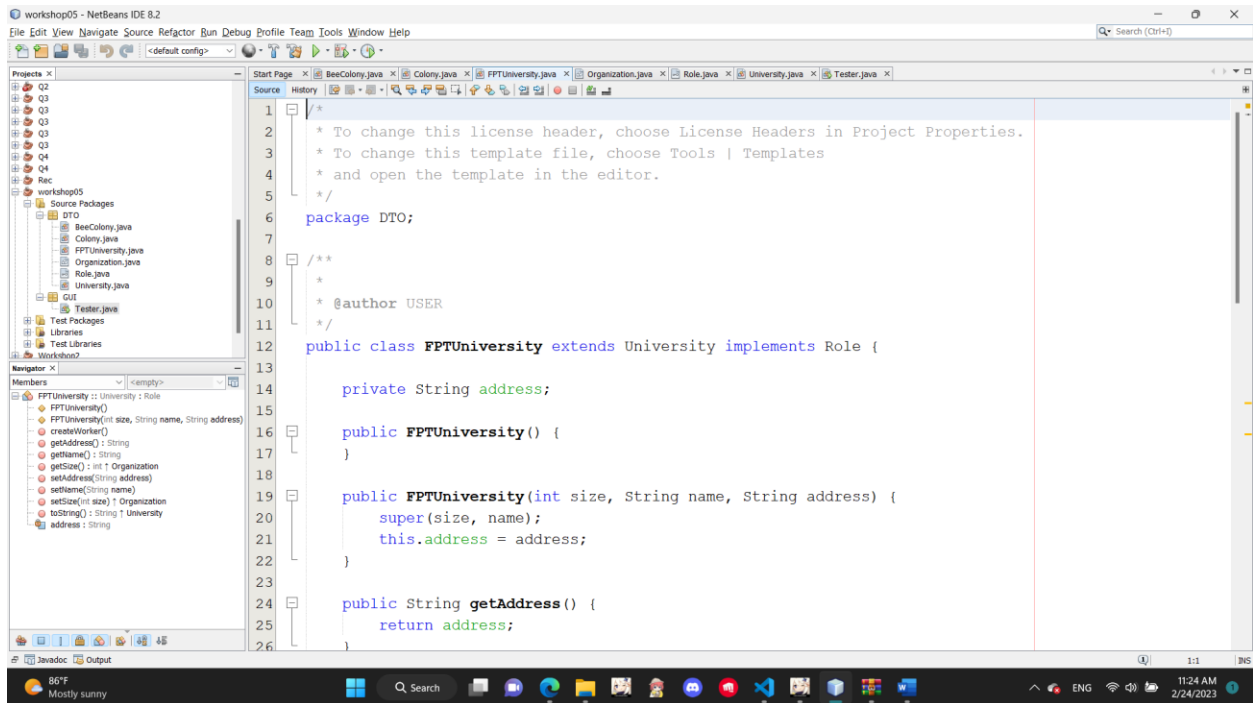 workshop05 - NetBeans IDE 8.2
File Edit View Navigate Source Refactor Run Debug Profile Team Tools Window Help
Search (Ctrl+I)
<default config>
Projects
Start Page BeeColony.java Colony.java FPTUniversity.java Organization.java Role.java University.java Tester.java
Source History
Q2
Q3
Q3
Q3
Q3
Q3
Q4
Q4
Rec
workshop05
Source Packages
DTO
BeeColony.java
Colony.java
FPTUniversity.java
Organization.java
Role.java
University.java
GUI
Tester.java
Test Packages
Libraries
Test Libraries
Workshop2
Navigator
Members <empty>
FPTUniversity :: University : Role
FPTUniversity()
FPTUniversity(int size, String name, String address)
createWorker()
getAddress() : String
getName() : String
getSize() : int ↑ Organization
setAddress(String address)
setName(String name)
setSize(int size) ↑ Organization
toString() : String ↑ University
address : String
1 /*
2 * To change this license header, choose License Headers in Project Properties.
3 * To change this template file, choose Tools | Templates
4 * and open the template in the editor.
5 */
6 package DTO;
7
8 /**
9 *
10 * @author USER
11 */
12 public class FPTUniversity extends University implements Role {
13
14 private String address;
15
16 public FPTUniversity() {
17 }
18
19 public FPTUniversity(int size, String name, String address) {
20 super(size, name);
21 this.address = address;
22 }
23
24 public String getAddress() {
25 return address;
26 }
Javadoc Output
1:1 INS
86°F
Mostly sunny
Search
ENG
11:24 AM
2/24/2023